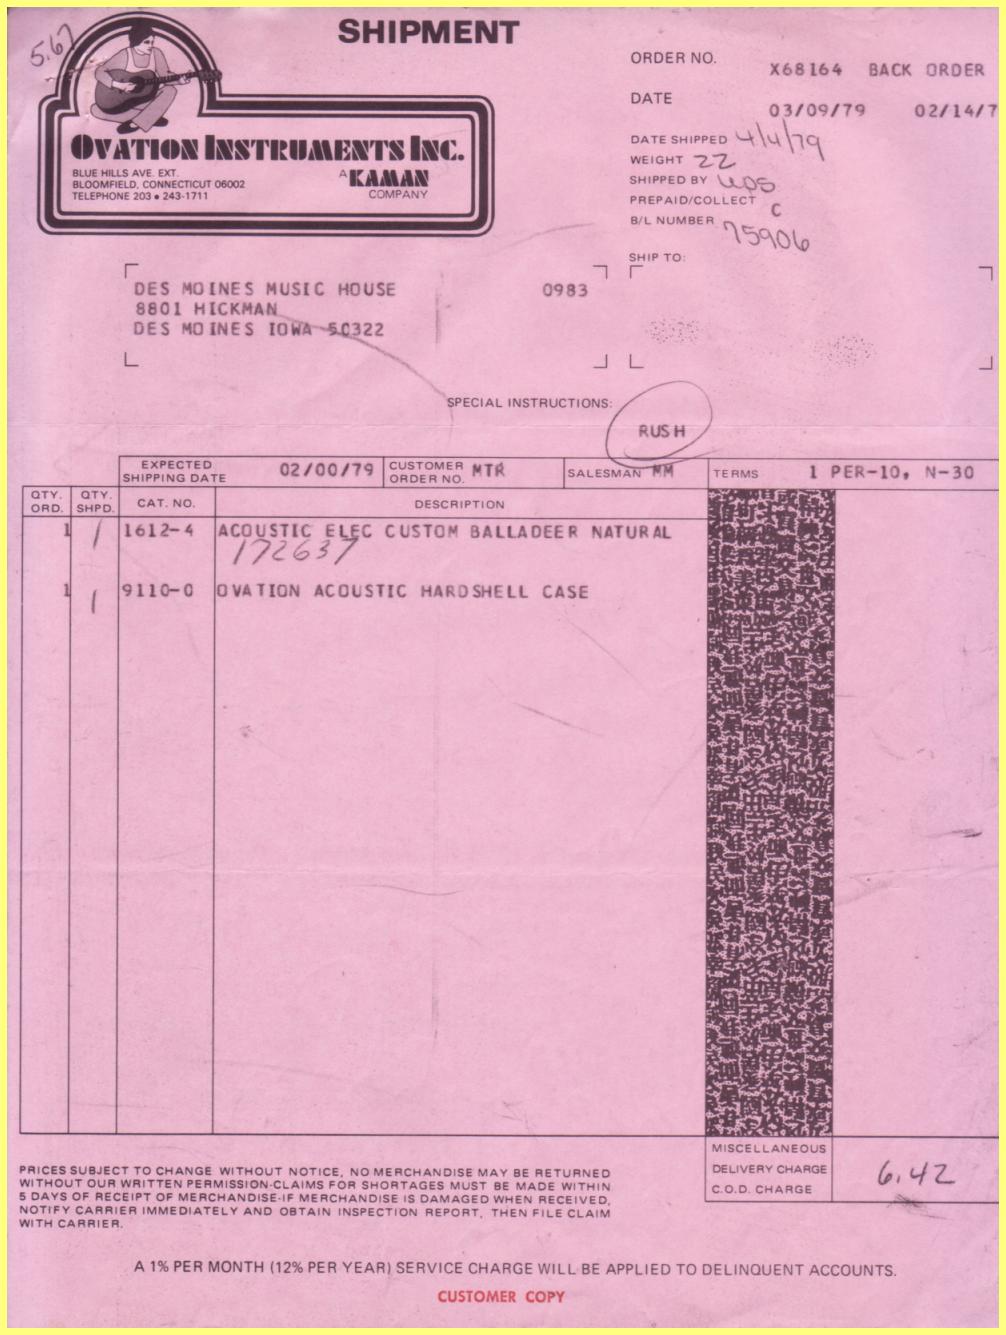 SHIPMENT
5.67
OVATION INSTRUMENTS INC.
BLUE HILLS AVE. EXT.
BLOOMFIELD, CONNECTICUT 06002
TELEPHONE 203 • 243-1711
A KAMAN COMPANY
ORDER NO. X68164 BACK ORDER
DATE 03/09/79 02/14/7
DATE SHIPPED 4/4/79
WEIGHT 22
SHIPPED BY UPS
PREPAID/COLLECT C
B/L NUMBER 75906
SHIP TO:
DES MOINES MUSIC HOUSE 0983
8801 HICKMAN
DES MOINES IOWA 50322
SPECIAL INSTRUCTIONS:
RUSH
EXPECTED SHIPPING DATE 02/00/79 CUSTOMER ORDER NO. MTR SALESMAN MM TERMS 1 PER-10, N-30
QTY. ORD. QTY. SHPD. CAT. NO. DESCRIPTION
1 1 1612-4 ACOUSTIC ELEC CUSTOM BALLADEER NATURAL
172637
1 1 9110-0 OVATION ACOUSTIC HARDSHELL CASE
MISCELLANEOUS
DELIVERY CHARGE 6.42
C.O.D. CHARGE
PRICES SUBJECT TO CHANGE WITHOUT NOTICE, NO MERCHANDISE MAY BE RETURNED
WITHOUT OUR WRITTEN PERMISSION-CLAIMS FOR SHORTAGES MUST BE MADE WITHIN
5 DAYS OF RECEIPT OF MERCHANDISE-IF MERCHANDISE IS DAMAGED WHEN RECEIVED,
NOTIFY CARRIER IMMEDIATELY AND OBTAIN INSPECTION REPORT, THEN FILE CLAIM
WITH CARRIER.
A 1% PER MONTH (12% PER YEAR) SERVICE CHARGE WILL BE APPLIED TO DELINQUENT ACCOUNTS.
CUSTOMER COPY